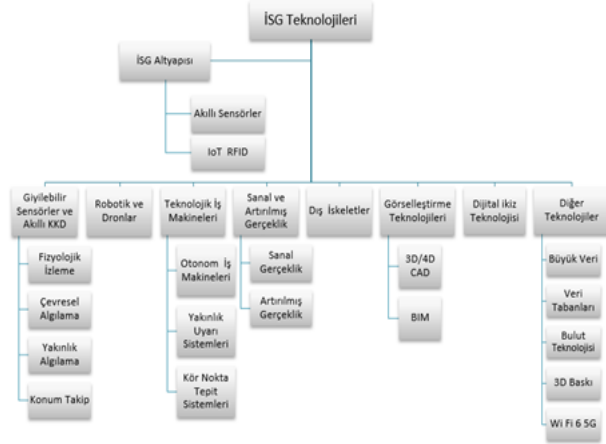 İSG Teknolojileri
İSG Altyapısı
Akıllı Sensörler
IoT RFID
Giyilebilir
Sensörler ve
Akıllı KKD
Fizyolojik
İzleme
Çevresel
Algılama
Yakınlık
Algılama
Konum Takip
Robotik ve
Dronlar
Teknolojik İş
Makineleri
Otonom İş
Makineleri
Yakınlık
Uyarı
Sistemleri
Kör Nokta
Tepit
Sistemleri
Sanal ve
Artırılmış
Gerçeklik
Sanal
Gerçeklik
Artırılmış
Gerçeklik
Dış İskeletler
Görselleştirme
Teknolojileri
3D/4D
CAD
BIM
Dijital ikiz
Teknolojisi
Diğer
Teknolojiler
Büyük Veri
Veri
Tabanları
Bulut
Teknolojisi
3D Baskı
Wi Fi 6 5G